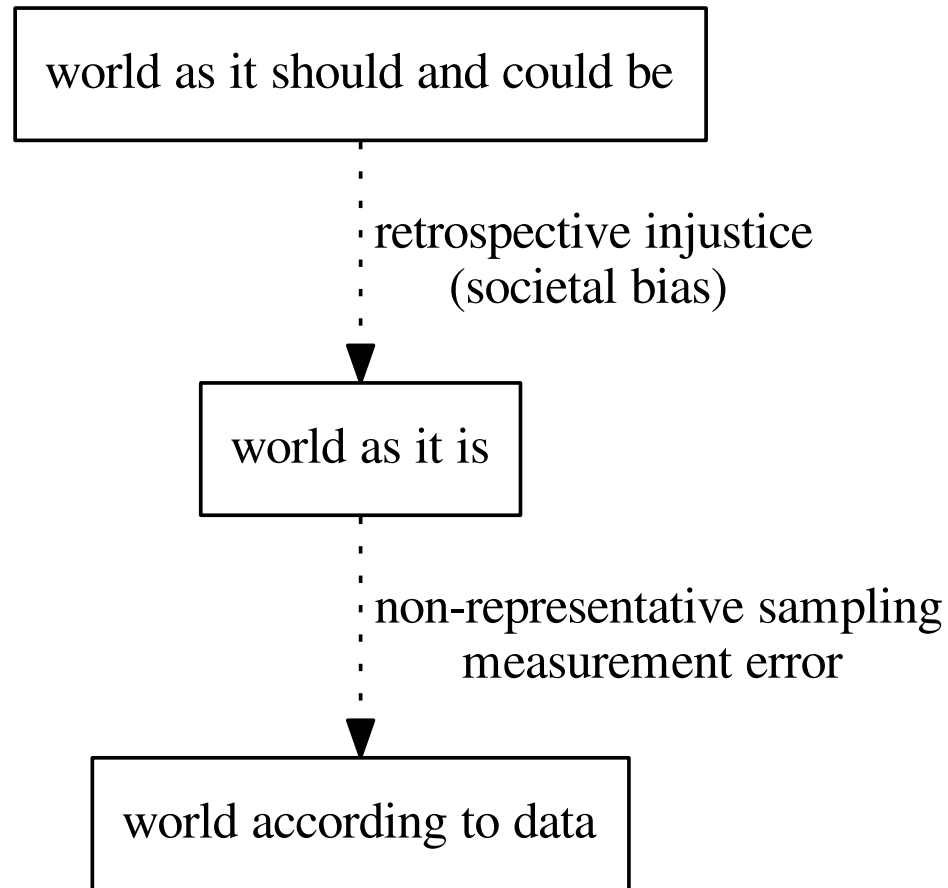 world as it should and could be
retrospective injustice
(societal bias)
world as it is
non-representative sampling
measurement error
world according to data